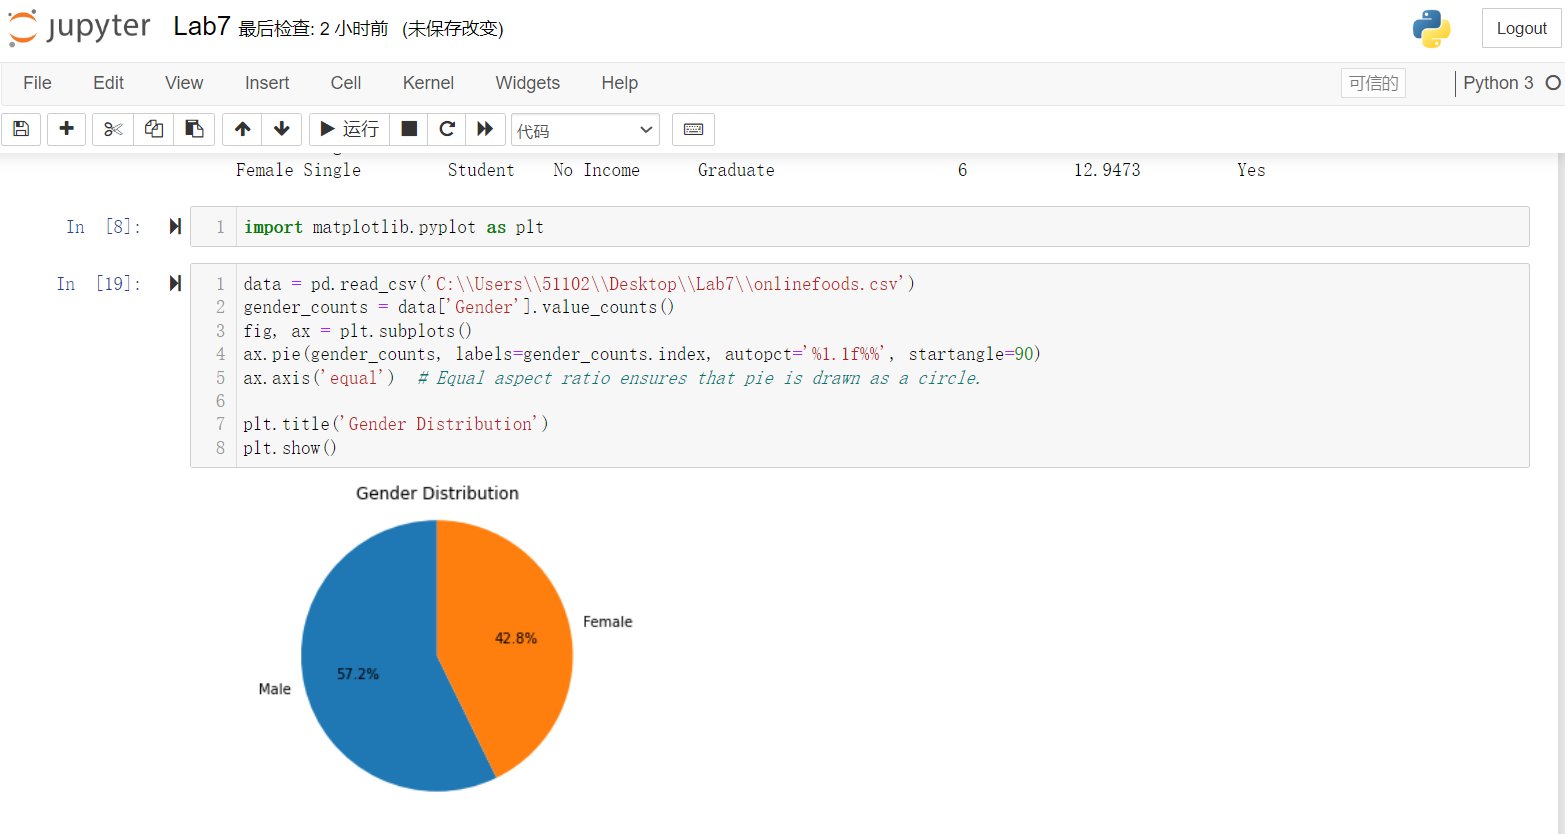 jupyter Lab7 最后检查: 2 小时前 (未保存改变) Logout
File Edit View Insert Cell Kernel Widgets Help 可信的 Python 3
运行 代码
Female Single Student No Income Graduate 6 12.9473 Yes
In [8]: 1 import matplotlib.pyplot as plt
In [19]: 1 data = pd.read_csv('C:\\Users\\51102\\Desktop\\Lab7\\onlinefoods.csv')
2 gender_counts = data['Gender'].value_counts()
3 fig, ax = plt.subplots()
4 ax.pie(gender_counts, labels=gender_counts.index, autopct='%1.1f%%', startangle=90)
5 ax.axis('equal')  # Equal aspect ratio ensures that pie is drawn as a circle.
6
7 plt.title('Gender Distribution')
8 plt.show()
Gender Distribution
Female
42.8%
57.2%
Male